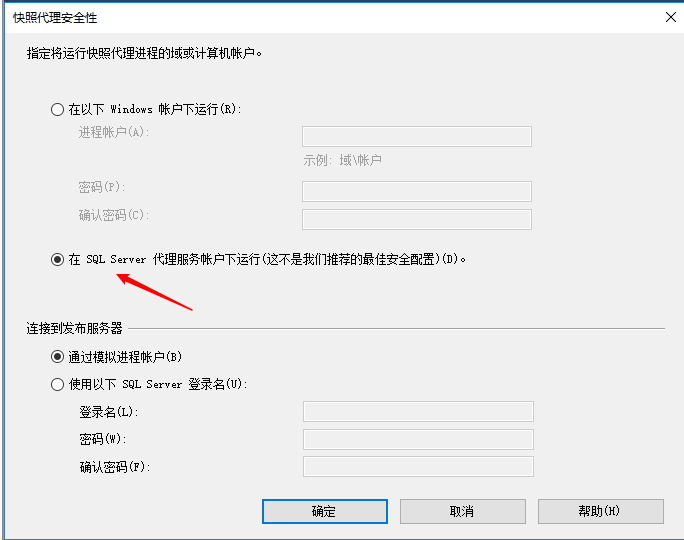 快照代理安全性
指定将运行快照代理进程的域或计算机帐户。
在以下 Windows 帐户下运行(R):
进程帐户(A):
示例: 域\帐户
密码(P):
确认密码(C):
在 SQL Server 代理服务帐户下运行(这不是我们推荐的最佳安全配置)(D)。
连接到发布服务器
通过模拟进程帐户(B)
使用以下 SQL Server 登录名(U):
登录名(L):
密码(W):
确认密码(F):
确定 取消 帮助(H)